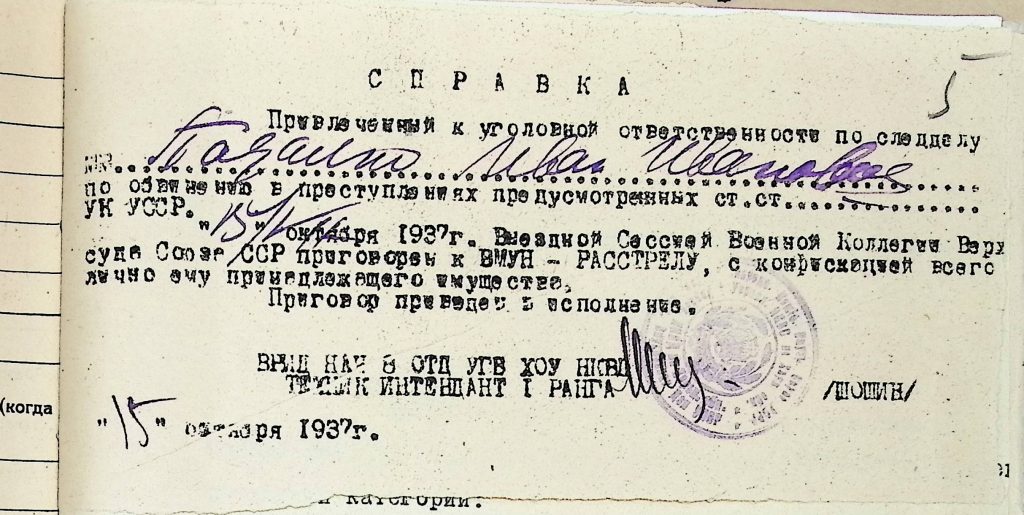 5
С П Р А В К А
Привлеченный к уголовной ответственности по следделу
Иван Иванович
по обвинению в преступлениях предусмотренных ст.ст.
УК УССР.
"15" октября 1937г. Выездной Сессией Военной Коллегии Верх
суда Союза ССР приговорен к ВМУН - РАССТРЕЛУ, с конфискацией всего
лично ему принадлежащего имущества.
Приговор приведен в исполнение.
ВРИД НАЧ 8 ОТД УГБ ХОУ НКВД
ТЕХНИК ИНТЕНДАНТ I РАНГА /ШОШИН/
(когда
"15" октября 1937г.
категории.